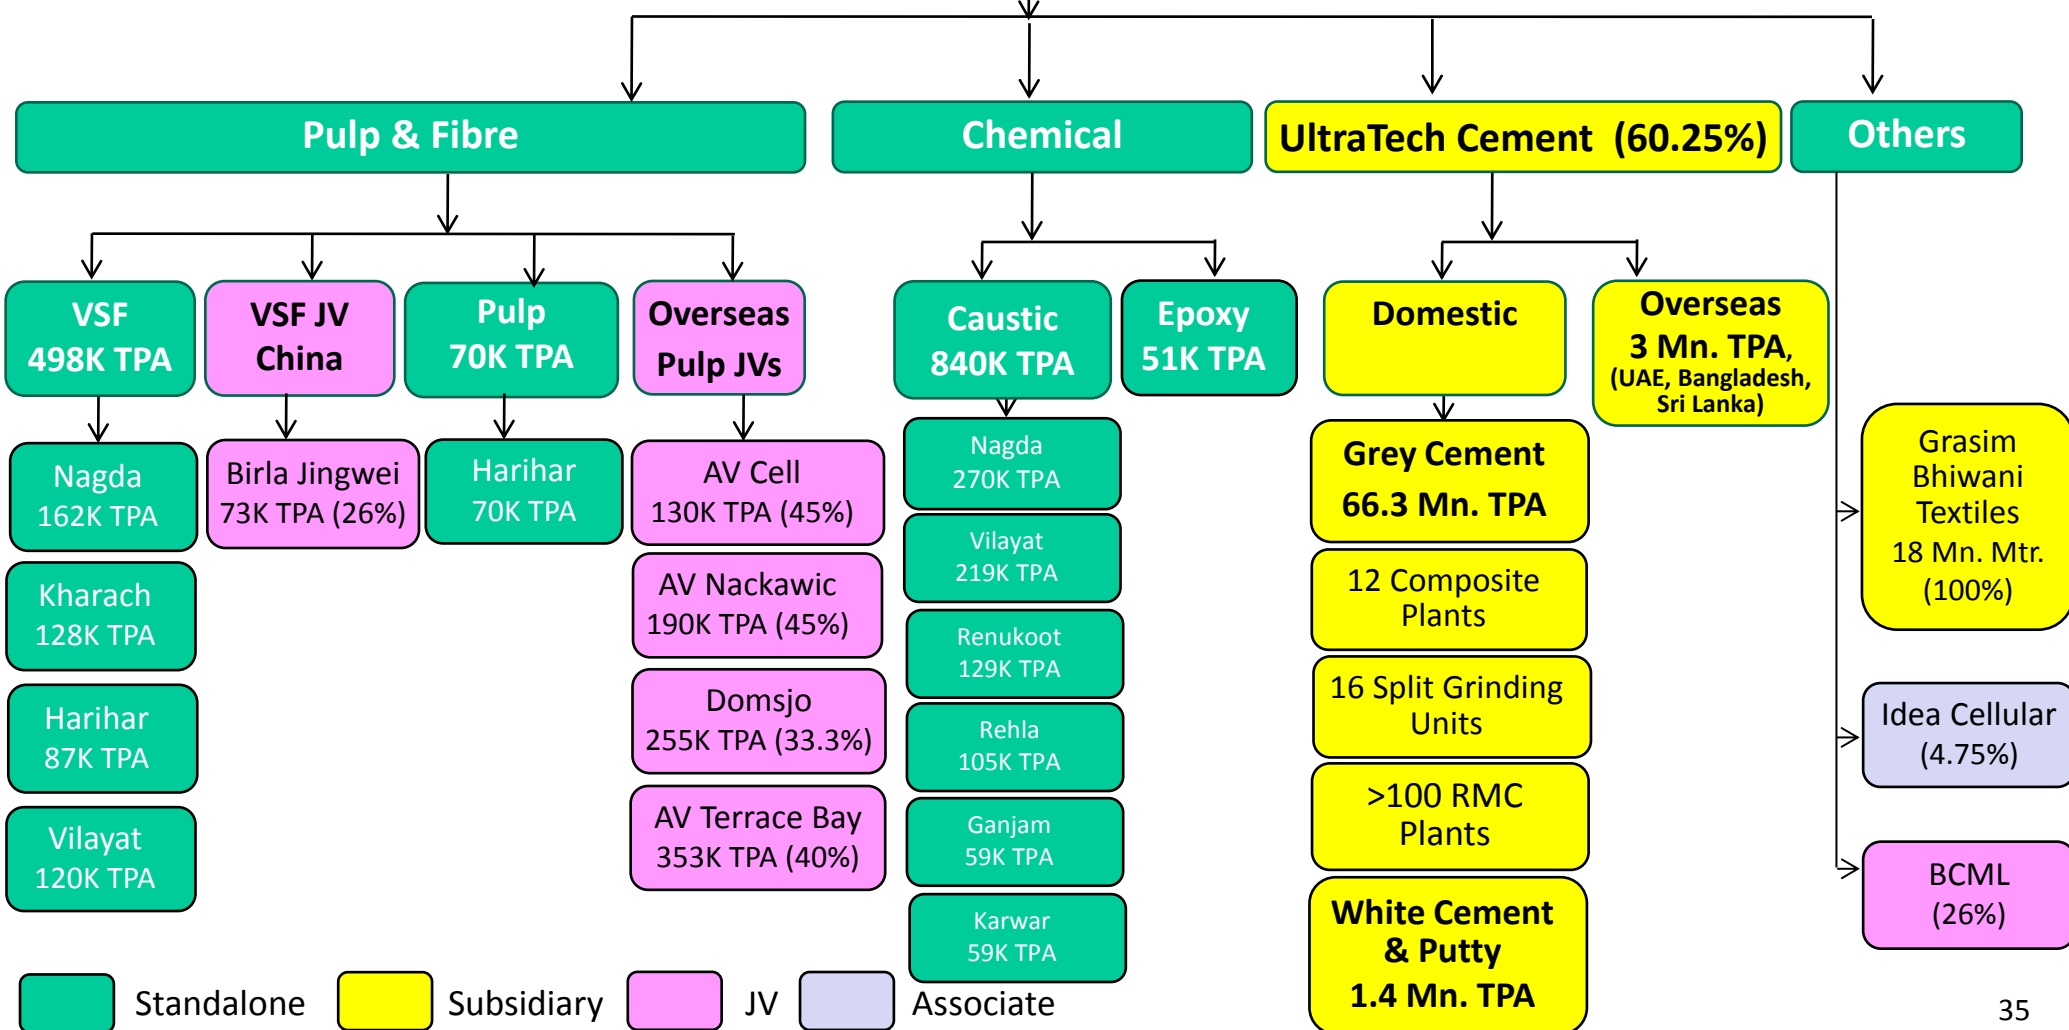 Pulp & Fibre
Chemical
UltraTech Cement (60.25%)
Others
VSF
498K TPA
VSF JV
China
Pulp
70K TPA
Overseas
Pulp JVs
Caustic
840K TPA
Epoxy
51K TPA
Domestic
Overseas
3 Mn. TPA,
(UAE, Bangladesh,
Sri Lanka)
Nagda
162K TPA
Kharach
128K TPA
Harihar
87K TPA
Vilayat
120K TPA
Birla Jingwei
73K TPA (26%)
Harihar
70K TPA
AV Cell
130K TPA (45%)
AV Nackawic
190K TPA (45%)
Domsjo
255K TPA (33.3%)
AV Terrace Bay
353K TPA (40%)
Nagda
270K TPA
Vilayat
219K TPA
Renukoot
129K TPA
Rehla
105K TPA
Ganjam
59K TPA
Karwar
59K TPA
Grey Cement
66.3 Mn. TPA
12 Composite
Plants
16 Split Grinding
Units
>100 RMC
Plants
White Cement
& Putty
1.4 Mn. TPA
Grasim
Bhiwani
Textiles
18 Mn. Mtr.
(100%)
Idea Cellular
(4.75%)
BCML
(26%)
Standalone
Subsidiary
JV
Associate
35